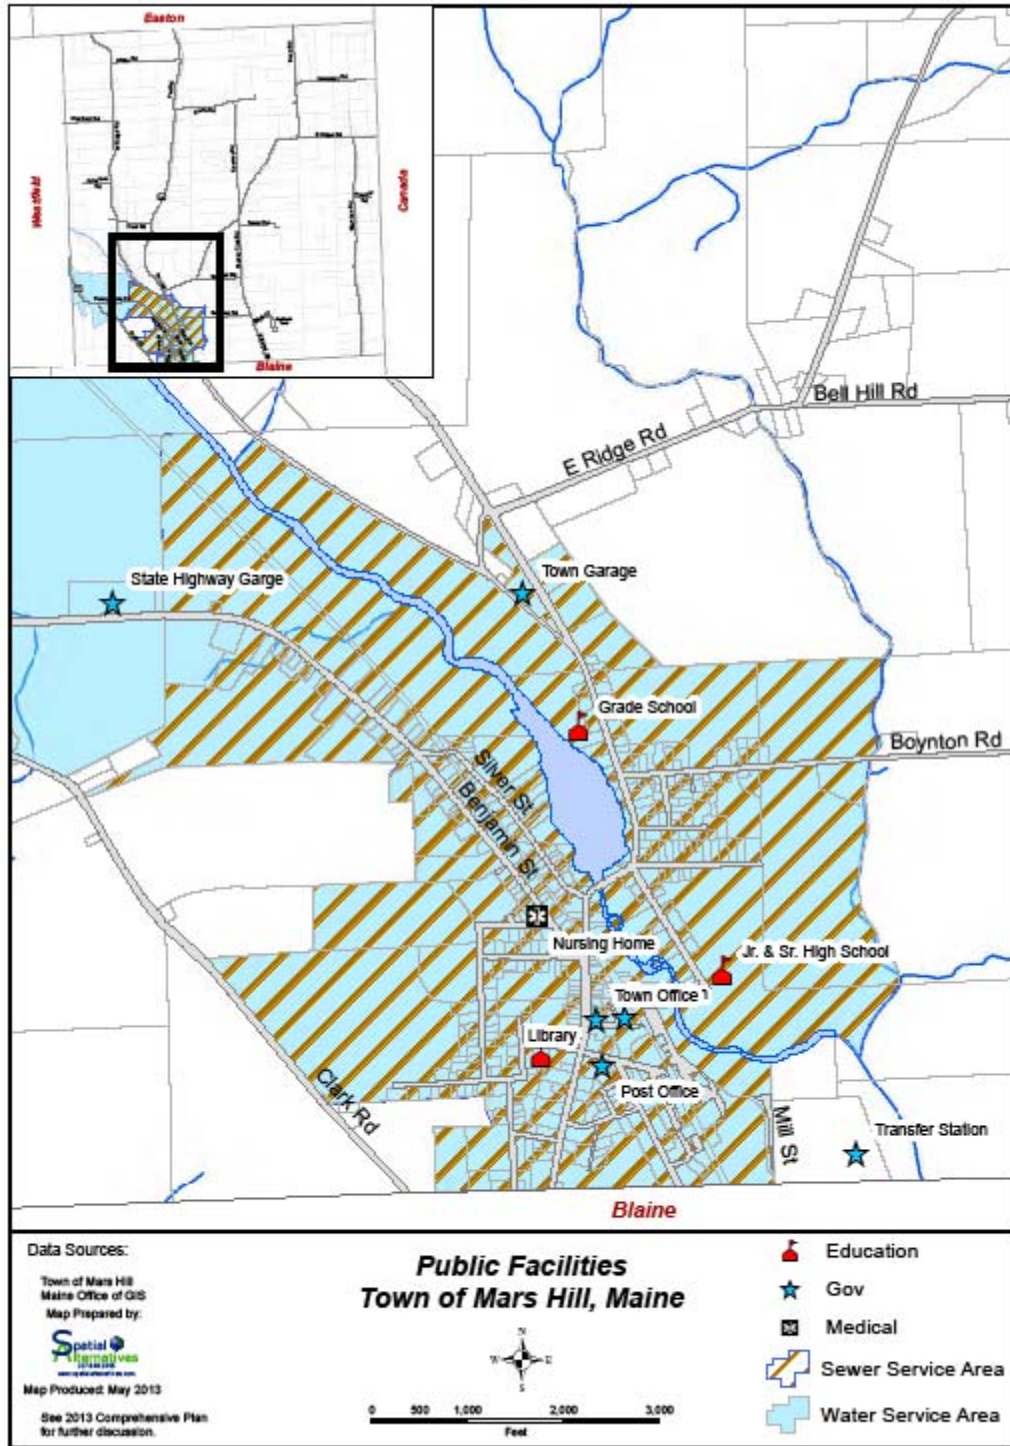 Easton
Westfield
Canada
Blaine
Bell Hill Rd
E Ridge Rd
State Highway Garge
Town Garage
Grade School
Boynton Rd
Silver St
Benjamin St
Nursing Home
Jr. & Sr. High School
Town Office
Library
Post Office
Clark Rd
Mill St
Transfer Station
Blaine
Data Sources:
Town of Mars Hill
Maine Office of GIS
Map Prepared by:
Spatial
Alternatives
Map Produced: May 2013
See 2013 Comprehensive Plan
for further discussion.
Public Facilities
Town of Mars Hill, Maine
N
W E
S
0 500 1,000 2,000 3,000
Feet
Education
Gov
Medical
Sewer Service Area
Water Service Area